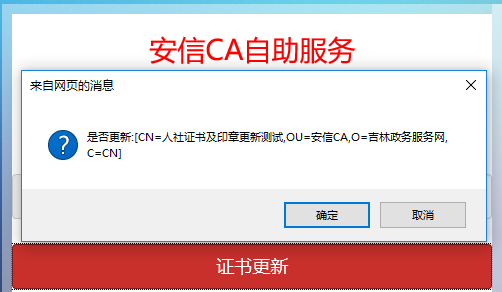 安信CA自助服务
来自网页的消息
是否更新:[CN=人社证书及印章更新测试,OU=安信CA,O=吉林政务服务网,
C=CN]
确定
取消
证书更新